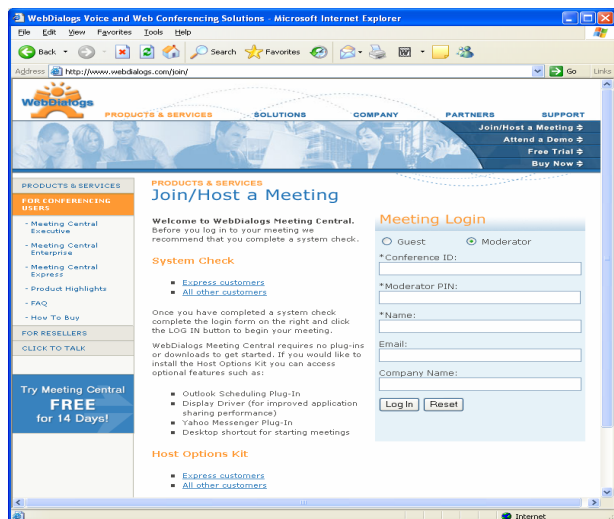 WebDialogs Voice and Web Conferencing Solutions - Microsoft Internet Explorer
File Edit View Favorites Tools Help
Back Search Favorites
Address http://www.webdialogs.com/join/ Go Links
WebDialogs
PRODUCTS & SERVICES SOLUTIONS COMPANY PARTNERS SUPPORT
Join/Host a Meeting
Attend a Demo
Free Trial
Buy Now
PRODUCTS & SERVICES
FOR CONFERENCING
USERS
- Meeting Central
Executive
- Meeting Central
Enterprise
- Meeting Central
Express
- Product Highlights
- FAQ
- How To Buy
FOR RESELLERS
CLICK TO TALK
Try Meeting Central
FREE
for 14 Days!
PRODUCTS & SERVICES
Join/Host a Meeting
Welcome to WebDialogs Meeting Central.
Before you log in to your meeting we
recommend that you complete a system check.
System Check
Express customers
All other customers
Once you have completed a system check
complete the login form on the right and click
the LOG IN button to begin your meeting.
WebDialogs Meeting Central requires no plug-ins
or downloads to get started. If you would like to
install the Host Options Kit you can access
optional features such as:
Outlook Scheduling Plug-In
Display Driver (for improved application
sharing performance)
Yahoo Messenger Plug-In
Desktop shortcut for starting meetings
Host Options Kit
Express customers
All other customers
Meeting Login
Guest Moderator
*Conference ID:
*Moderator PIN:
*Name:
Email:
Company Name:
Log In Reset
Internet